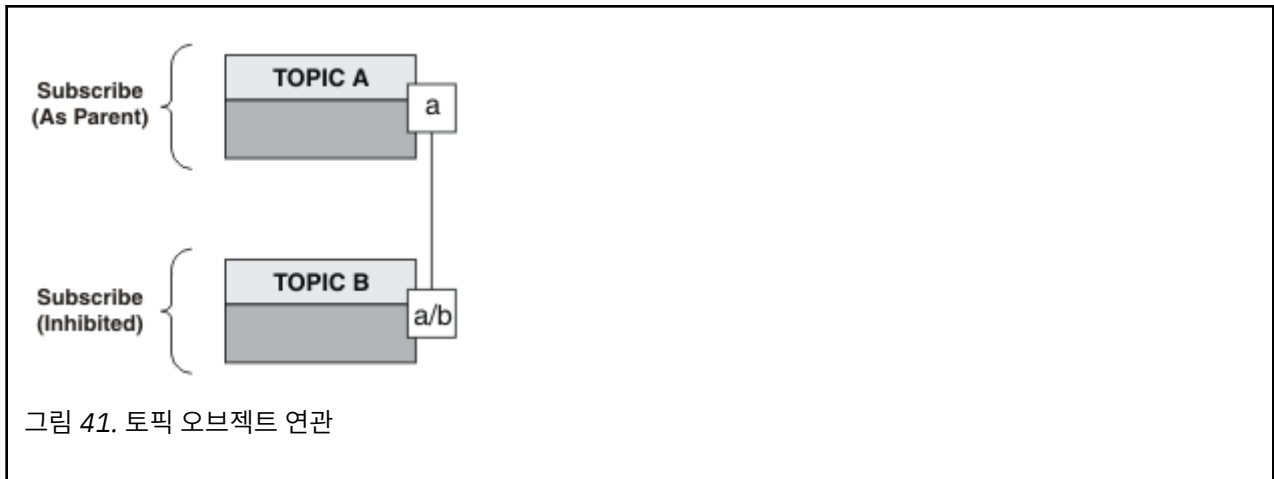 Subscribe
(As Parent)
TOPIC A
a
Subscribe
(Inhibited)
TOPIC B
a/b
그림 41. 토픽 오브젝트 연관